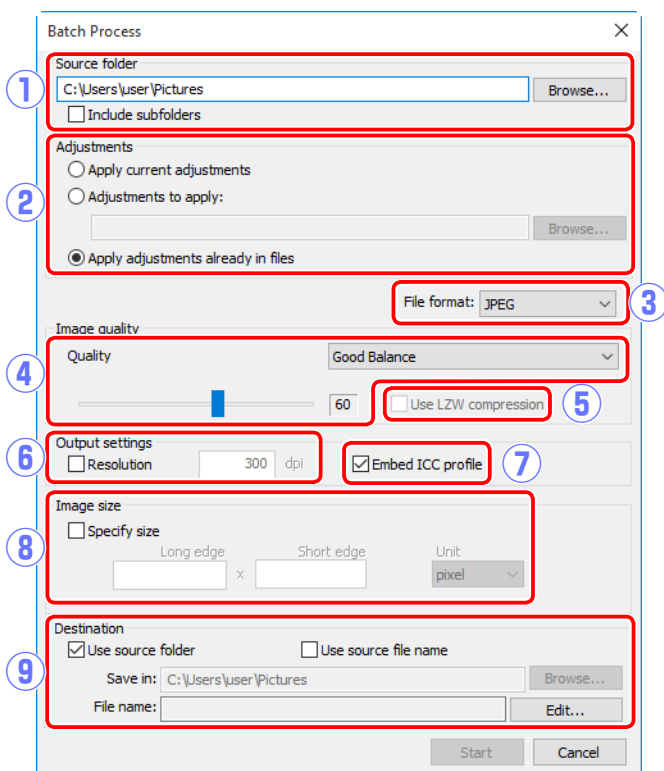 Batch Process
Source folder
① C:\Users\user\Pictures Browse...
Include subfolders
Adjustments
Apply current adjustments
② Adjustments to apply:
Browse...
Apply adjustments already in files
File format: JPEG ③
Image quality
④ Quality Good Balance
60 Use LZW compression ⑤
Output settings
⑥ Resolution 300 dpi Embed ICC profile ⑦
Image size
⑧ Specify size
Long edge Short edge Unit
x pixel
Destination
⑨ Use source folder Use source file name
Save in: C:\Users\user\Pictures Browse...
File name: Edit...
Start Cancel